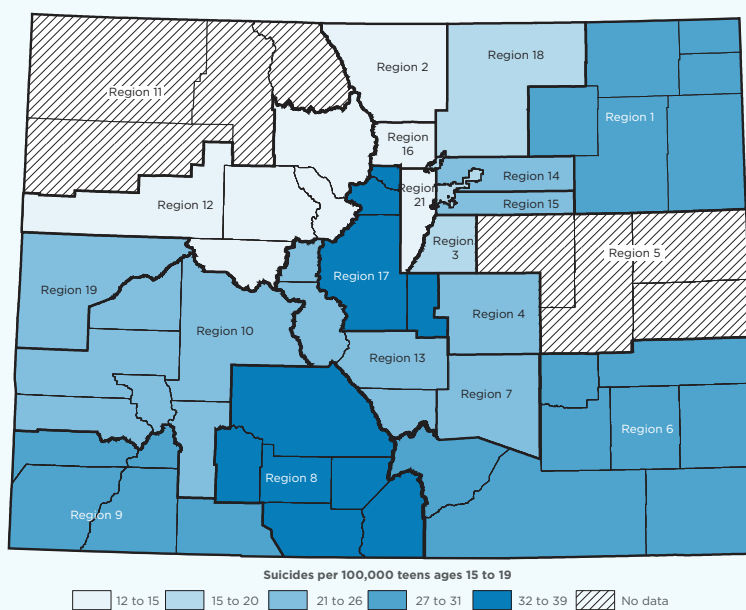 Region 2
Region 18
Region 11
Region 1
Region
16
Region 14
Region
21
Region 12
Region 15
Region
3
Region 5
Region 17
Region 19
Region 4
Region 10
Region 13
Region 7
Region 6
Region 8
Region 9
Suicides per 100,000 teens ages 15 to 19
12 to 15
15 to 20
21 to 26
27 to 31
32 to 39
No data